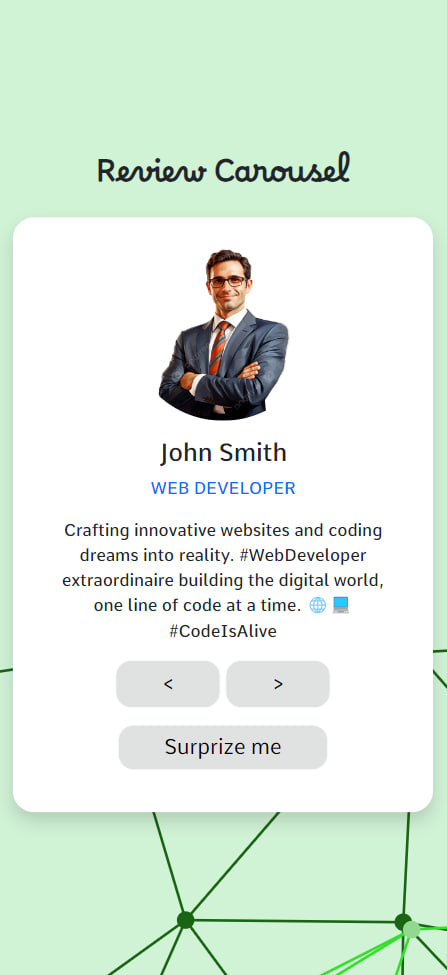 Review Carousel
John Smith
WEB DEVELOPER
Crafting innovative websites and coding
dreams into reality. #WebDeveloper
extraordinaire building the digital world,
one line of code at a time. 🌐 💻
#CodeIsAlive
< >
Surprize me